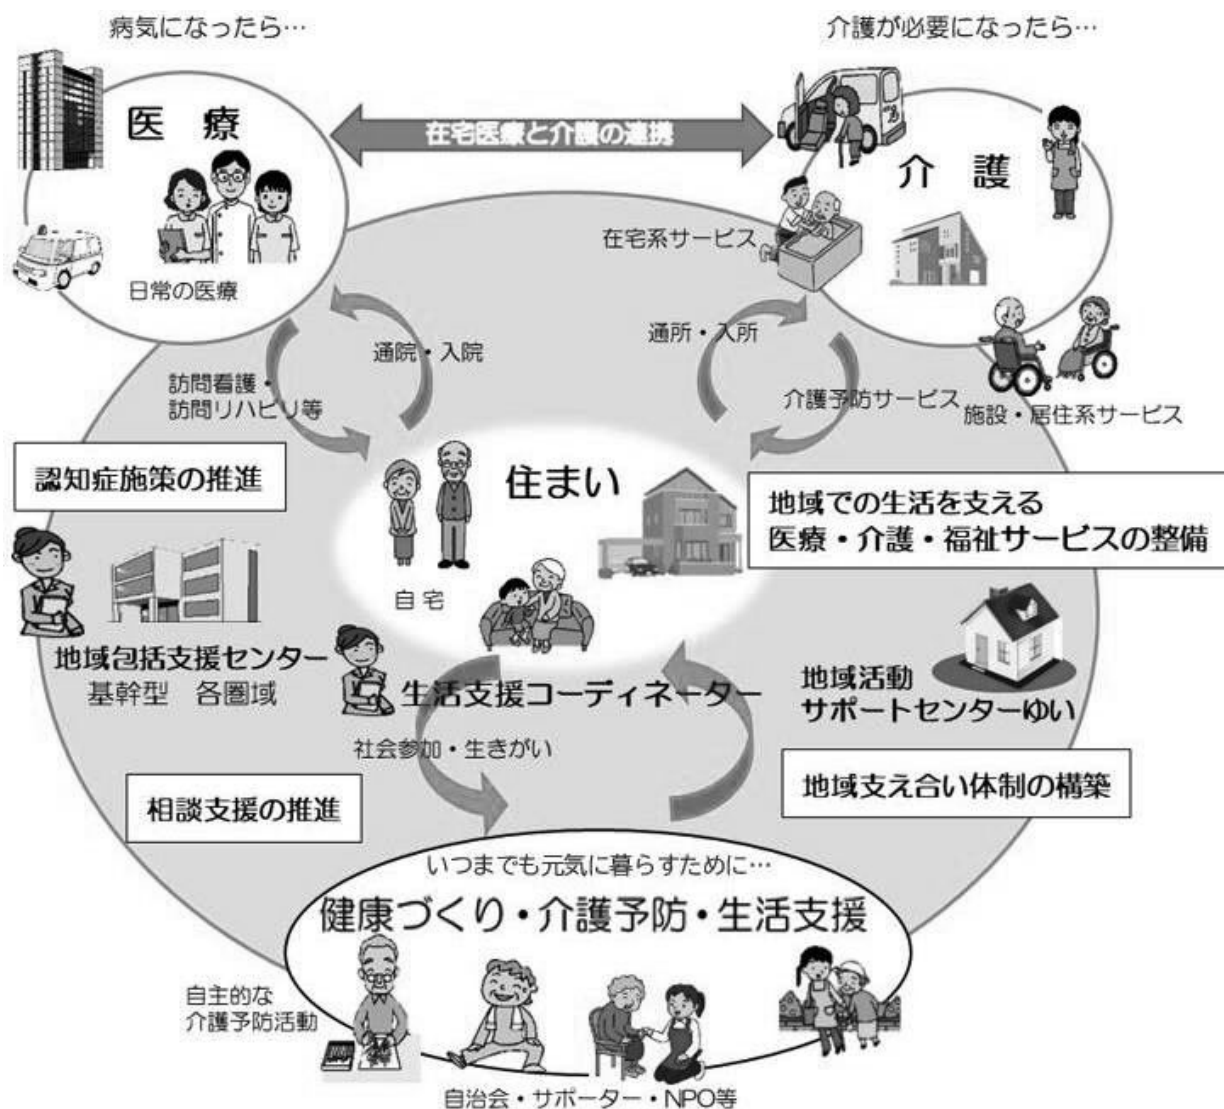 病気になったら…
介護が必要になったら…
医 療
在宅医療と介護の連携
介 護
在宅系サービス
日常の医療
通院・入院
通所・入所
訪問看護・
訪問リハビリ等
介護予防サービス
施設・居住系サービス
認知症施策の推進
住まい
地域での生活を支える
医療・介護・福祉サービスの整備
自宅
地域包括支援センター
基幹型 各圏域
生活支援コーディネーター
地域活動
サポートセンターゆい
社会参加・生きがい
相談支援の推進
地域支え合い体制の構築
いつまでも元気に暮らすために…
健康づくり・介護予防・生活支援
自主的な
介護予防活動
自治会・サポーター・NPO等